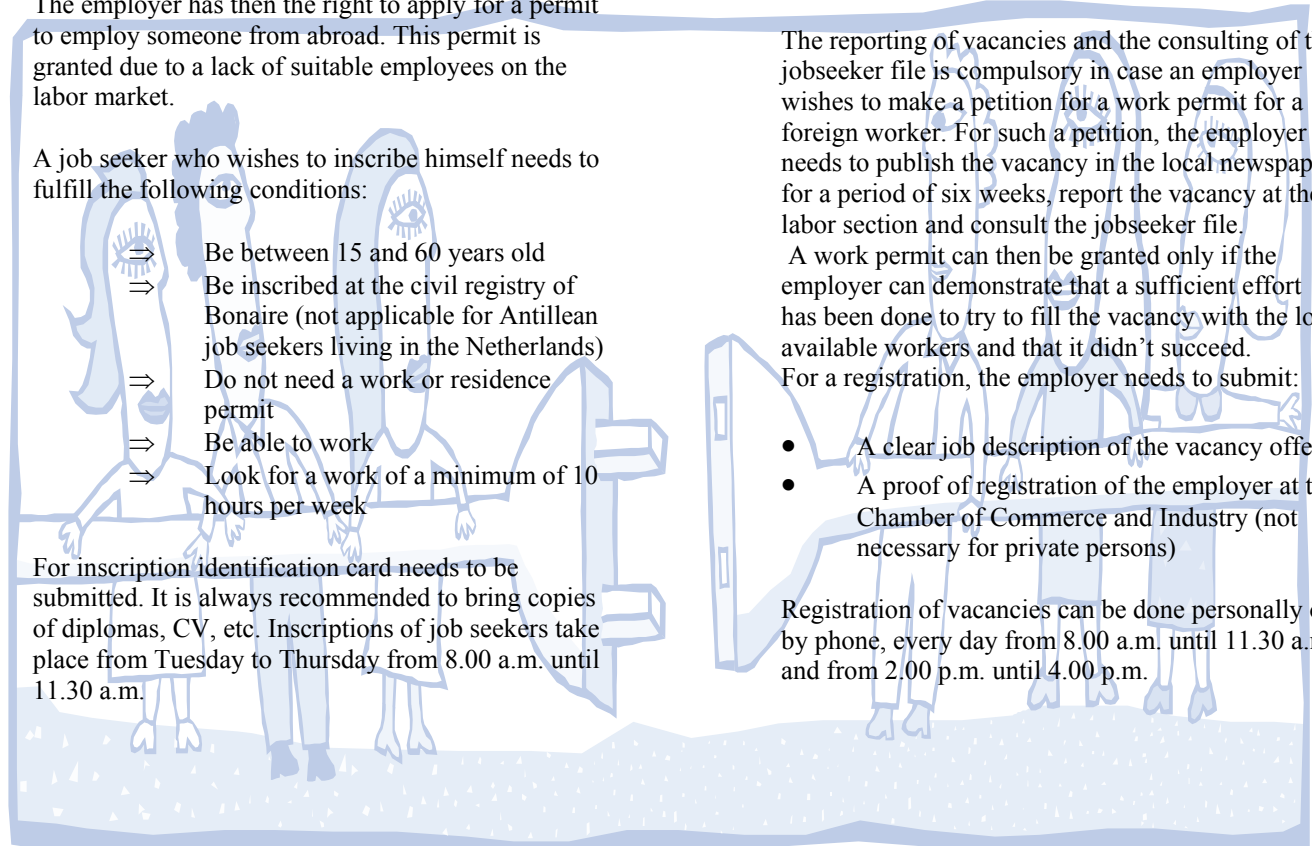 The employer has then the right to apply for a permit
to employ someone from abroad. This permit is
granted due to a lack of suitable employees on the
labor market.
A job seeker who wishes to inscribe himself needs to
fulfill the following conditions:
⇒ Be between 15 and 60 years old
⇒ Be inscribed at the civil registry of
Bonaire (not applicable for Antillean
job seekers living in the Netherlands)
⇒ Do not need a work or residence
permit
⇒ Be able to work
⇒ Look for a work of a minimum of 10
hours per week
For inscription identification card needs to be
submitted. It is always recommended to bring copies
of diplomas, CV, etc. Inscriptions of job seekers take
place from Tuesday to Thursday from 8.00 a.m. until
11.30 a.m.
The reporting of vacancies and the consulting of
jobseeker file is compulsory in case an employer
wishes to make a petition for a work permit for a
foreign worker. For such a petition, the employer
needs to publish the vacancy in the local
for a period of six weeks, report the vacancy at
labor section and consult the jobseeker file.
A work permit can then be granted only if the
employer can demonstrate that a sufficient effort
has been done to try to fill the vacancy with the
available workers and that it didn't succeed.
For a registration, the employer needs to submit:
• A clear job description of the vacancy
• A proof of registration of the employer at
Chamber of Commerce and Industry (not
necessary for private persons)
Registration of vacancies can be done personally
by phone, every day from 8.00 a.m. until 11.30
and from 2.00 p.m. until 4.00 p.m.